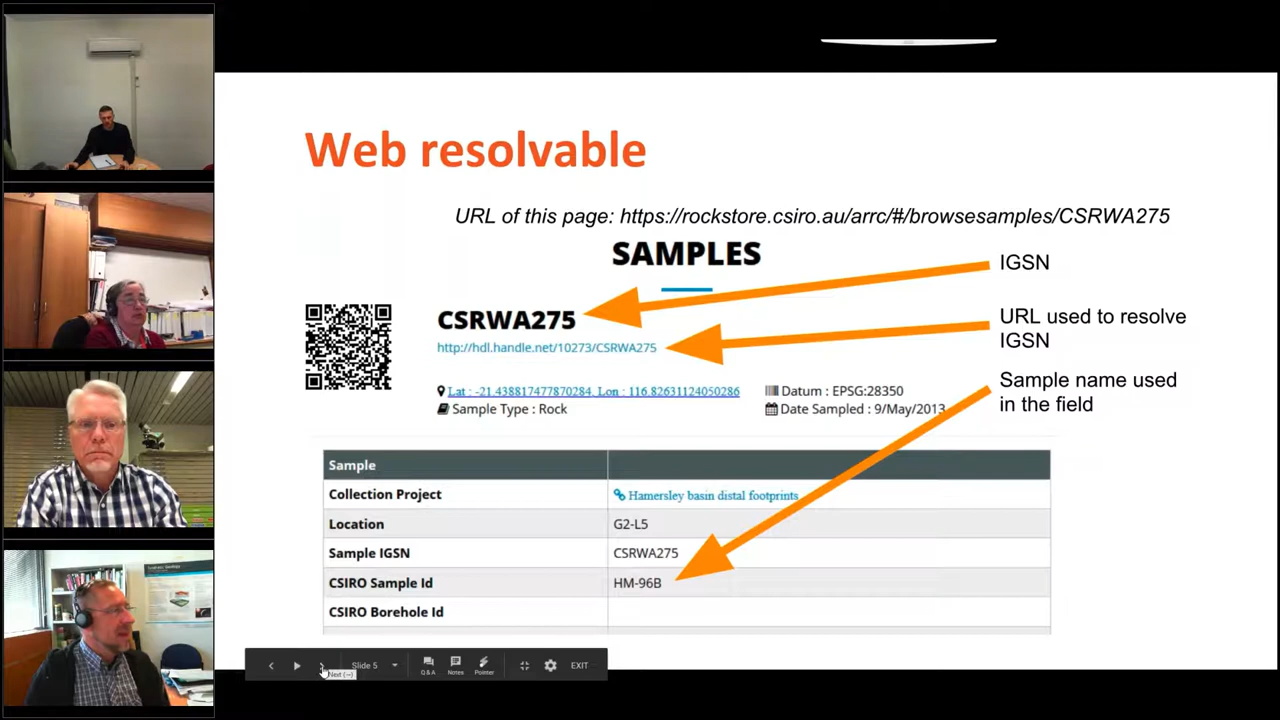 Web resolvable
URL of this page: https://rockstore.csiro.au/arrc/#/browsesamples/CSRWA275
SAMPLES
IGSN
CSRWA275
http://hdl.handle.net/10273/CSRWA275
URL used to resolve
IGSN
Lat : -21.438817477870284, Lon : 116.82631124050286
Datum : EPSG:28350
Sample Type : Rock
Date Sampled : 9/May/2013
Sample name used
in the field
Sample
Collection Project
Hamersley basin distal footprints
Location
G2-L5
Sample IGSN
CSRWA275
CSIRO Sample Id
HM-96B
CSIRO Borehole Id
Slide 5
Q&A
Notes
Pointer
EXIT
Next (→)